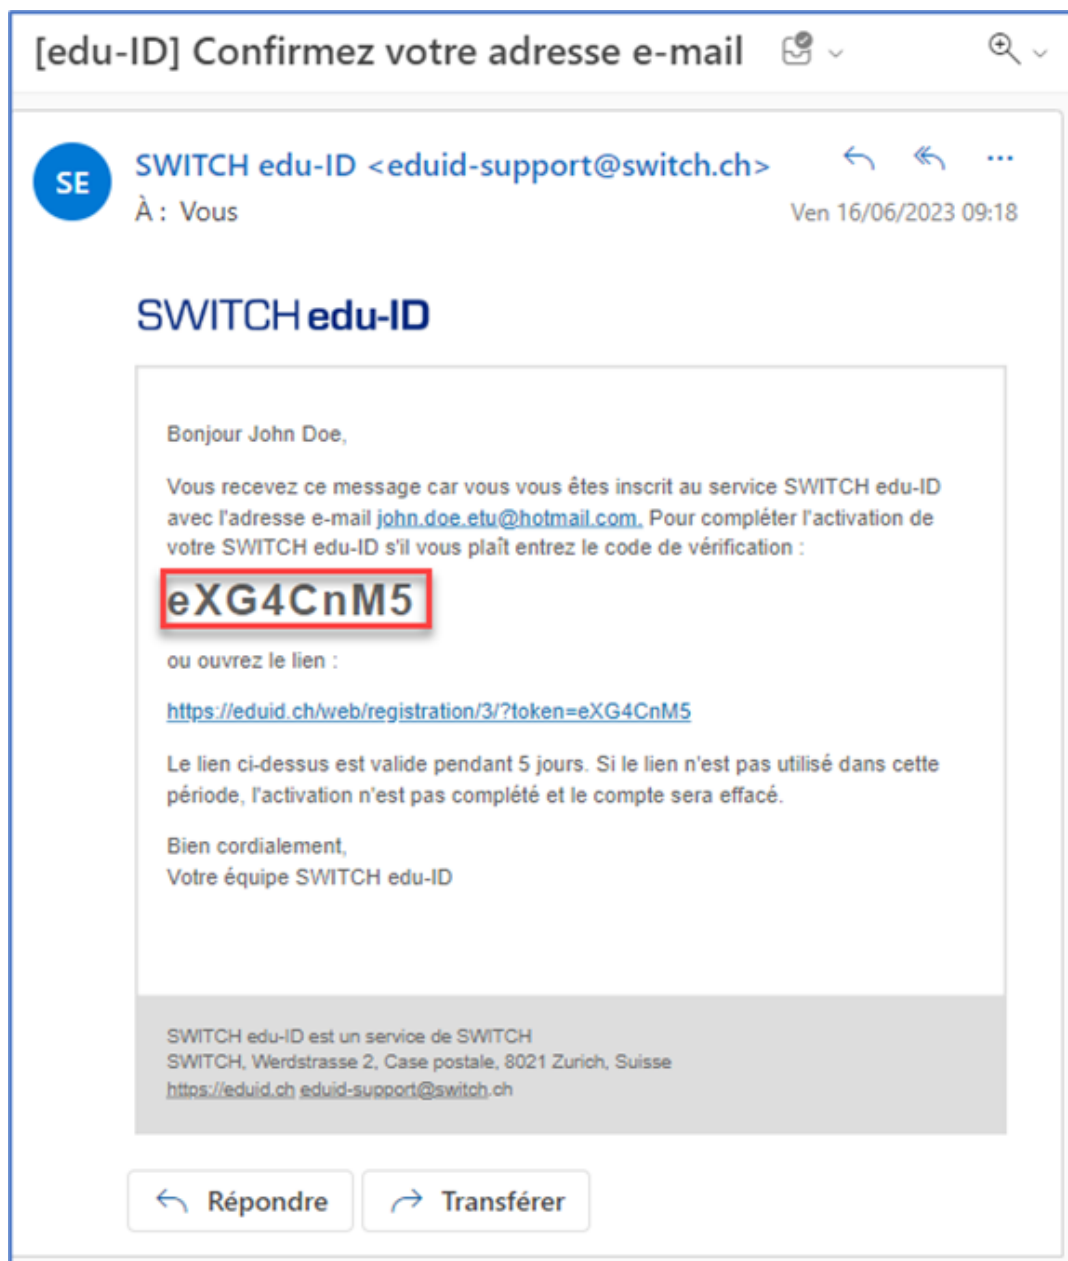 [edu-ID] Confirmez votre adresse e-mail
SE
SWITCH edu-ID <eduid-support@switch.ch>
À : Vous
Ven 16/06/2023 09:18
SWITCH edu-ID
Bonjour John Doe,
Vous recevez ce message car vous vous êtes inscrit au service SWITCH edu-ID
avec l'adresse e-mail john.doe.etu@hotmail.com. Pour compléter l'activation de
votre SWITCH edu-ID s'il vous plaît entrez le code de vérification :
eXG4CnM5
ou ouvrez le lien :
https://eduid.ch/web/registration/3/?token=eXG4CnM5
Le lien ci-dessus est valide pendant 5 jours. Si le lien n'est pas utilisé dans cette
période, l'activation n'est pas complété et le compte sera effacé.
Bien cordialement,
Votre équipe SWITCH edu-ID
SWITCH edu-ID est un service de SWITCH
SWITCH, Werdstrasse 2, Case postale, 8021 Zurich, Suisse
https://eduid.ch eduid-support@switch.ch
Répondre
Transférer